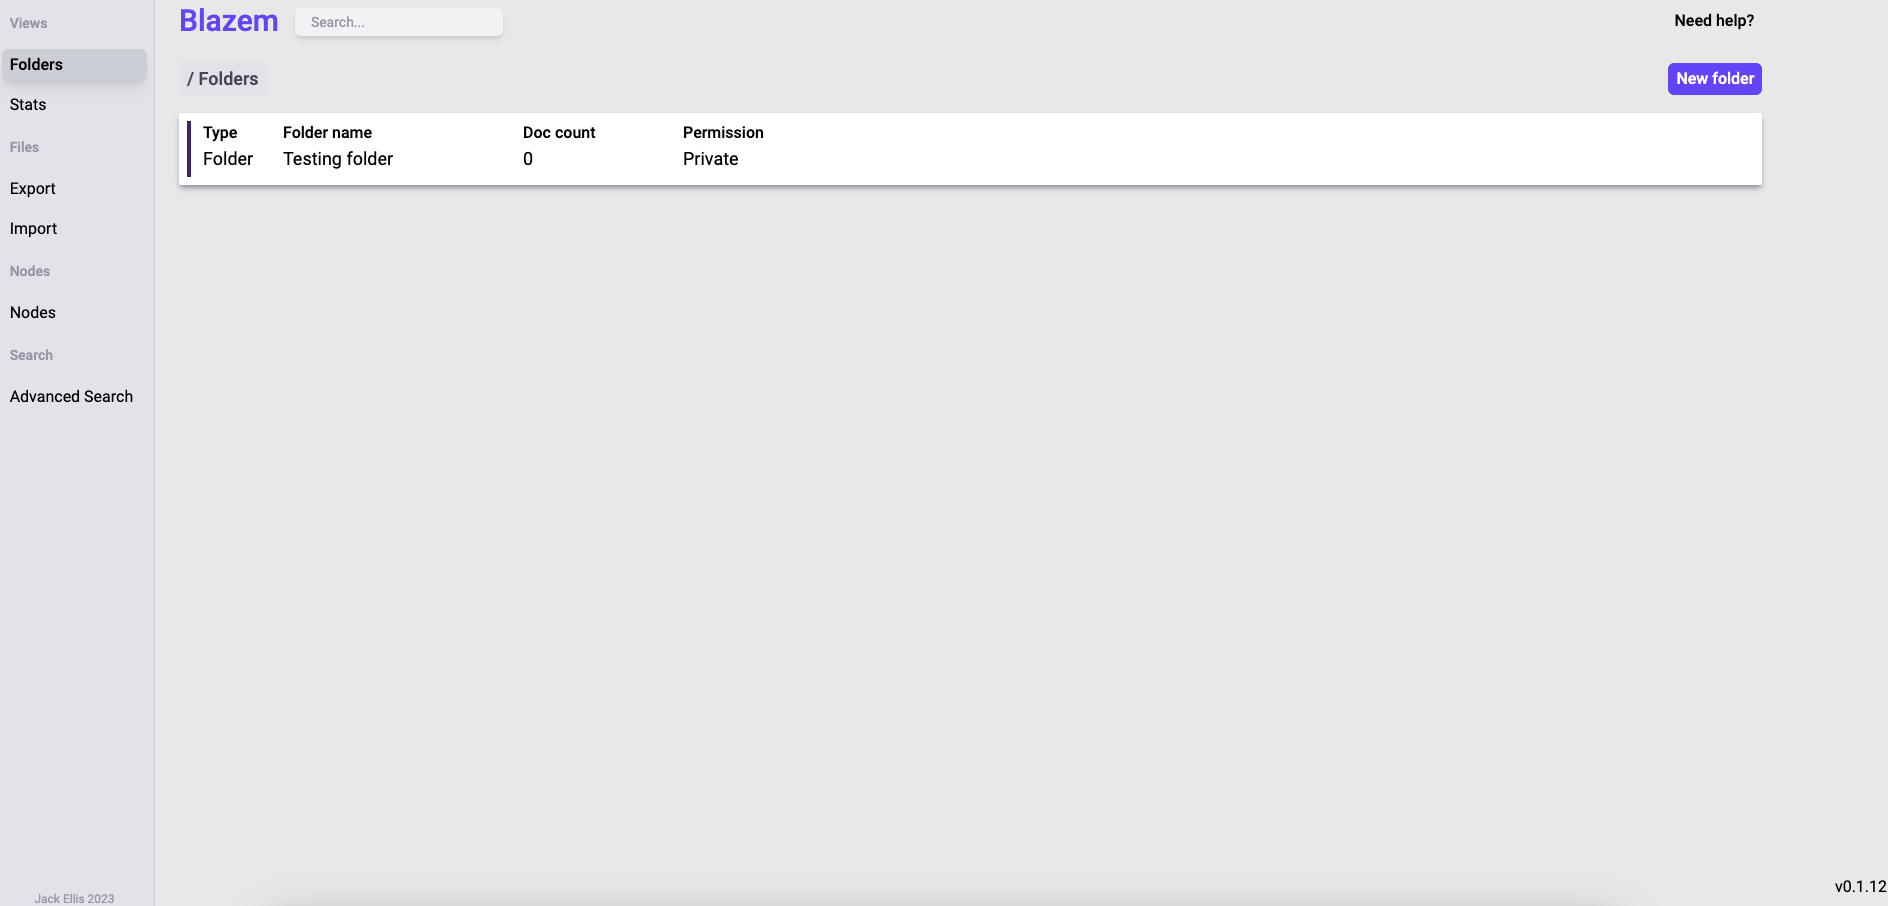 Views
Folders
Stats
Files
Export
Import
Nodes
Nodes
Search
Advanced Search
Jack Ellis 2023
Blazem
Search...
Need help?
/ Folders
New folder
Type Folder name Doc count Permission
Folder Testing folder 0 Private
v0.1.12